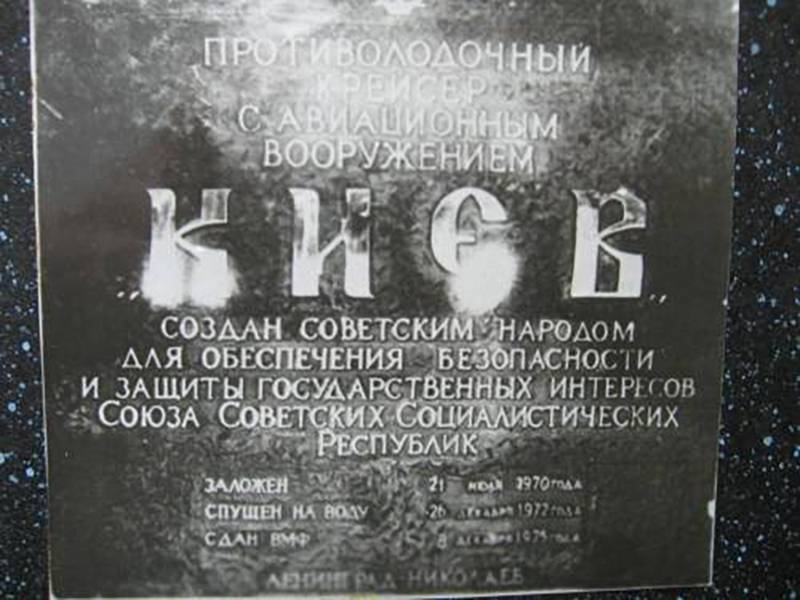 ПРОТИВОЛОДОЧНЫЙ
КРЕЙСЕР
С АВИАЦИОННЫМ
ВООРУЖЕНИЕМ
„КИЕВ„
СОЗДАН СОВЕТСКИМ НАРОДОМ
ДЛЯ ОБЕСПЕЧЕНИЯ БЕЗОПАСНОСТИ
И ЗАЩИТЫ ГОСУДАРСТВЕННЫХ ИНТЕРЕСОВ
СОЮЗА СОВЕТСКИХ СОЦИАЛИСТИЧЕСКИХ
РЕСПУБЛИК
ЗАЛОЖЕН 21 ИЮЛЯ 1970 ГОДА
СПУЩЕН НА ВОДУ 26 ДЕКАБРЯ 1972 ГОДА
СДАН ВМФ 8 ДЕКАБРЯ 1975 ГОДА
ЛЕНИНГРАД-НИКОЛАЕВ